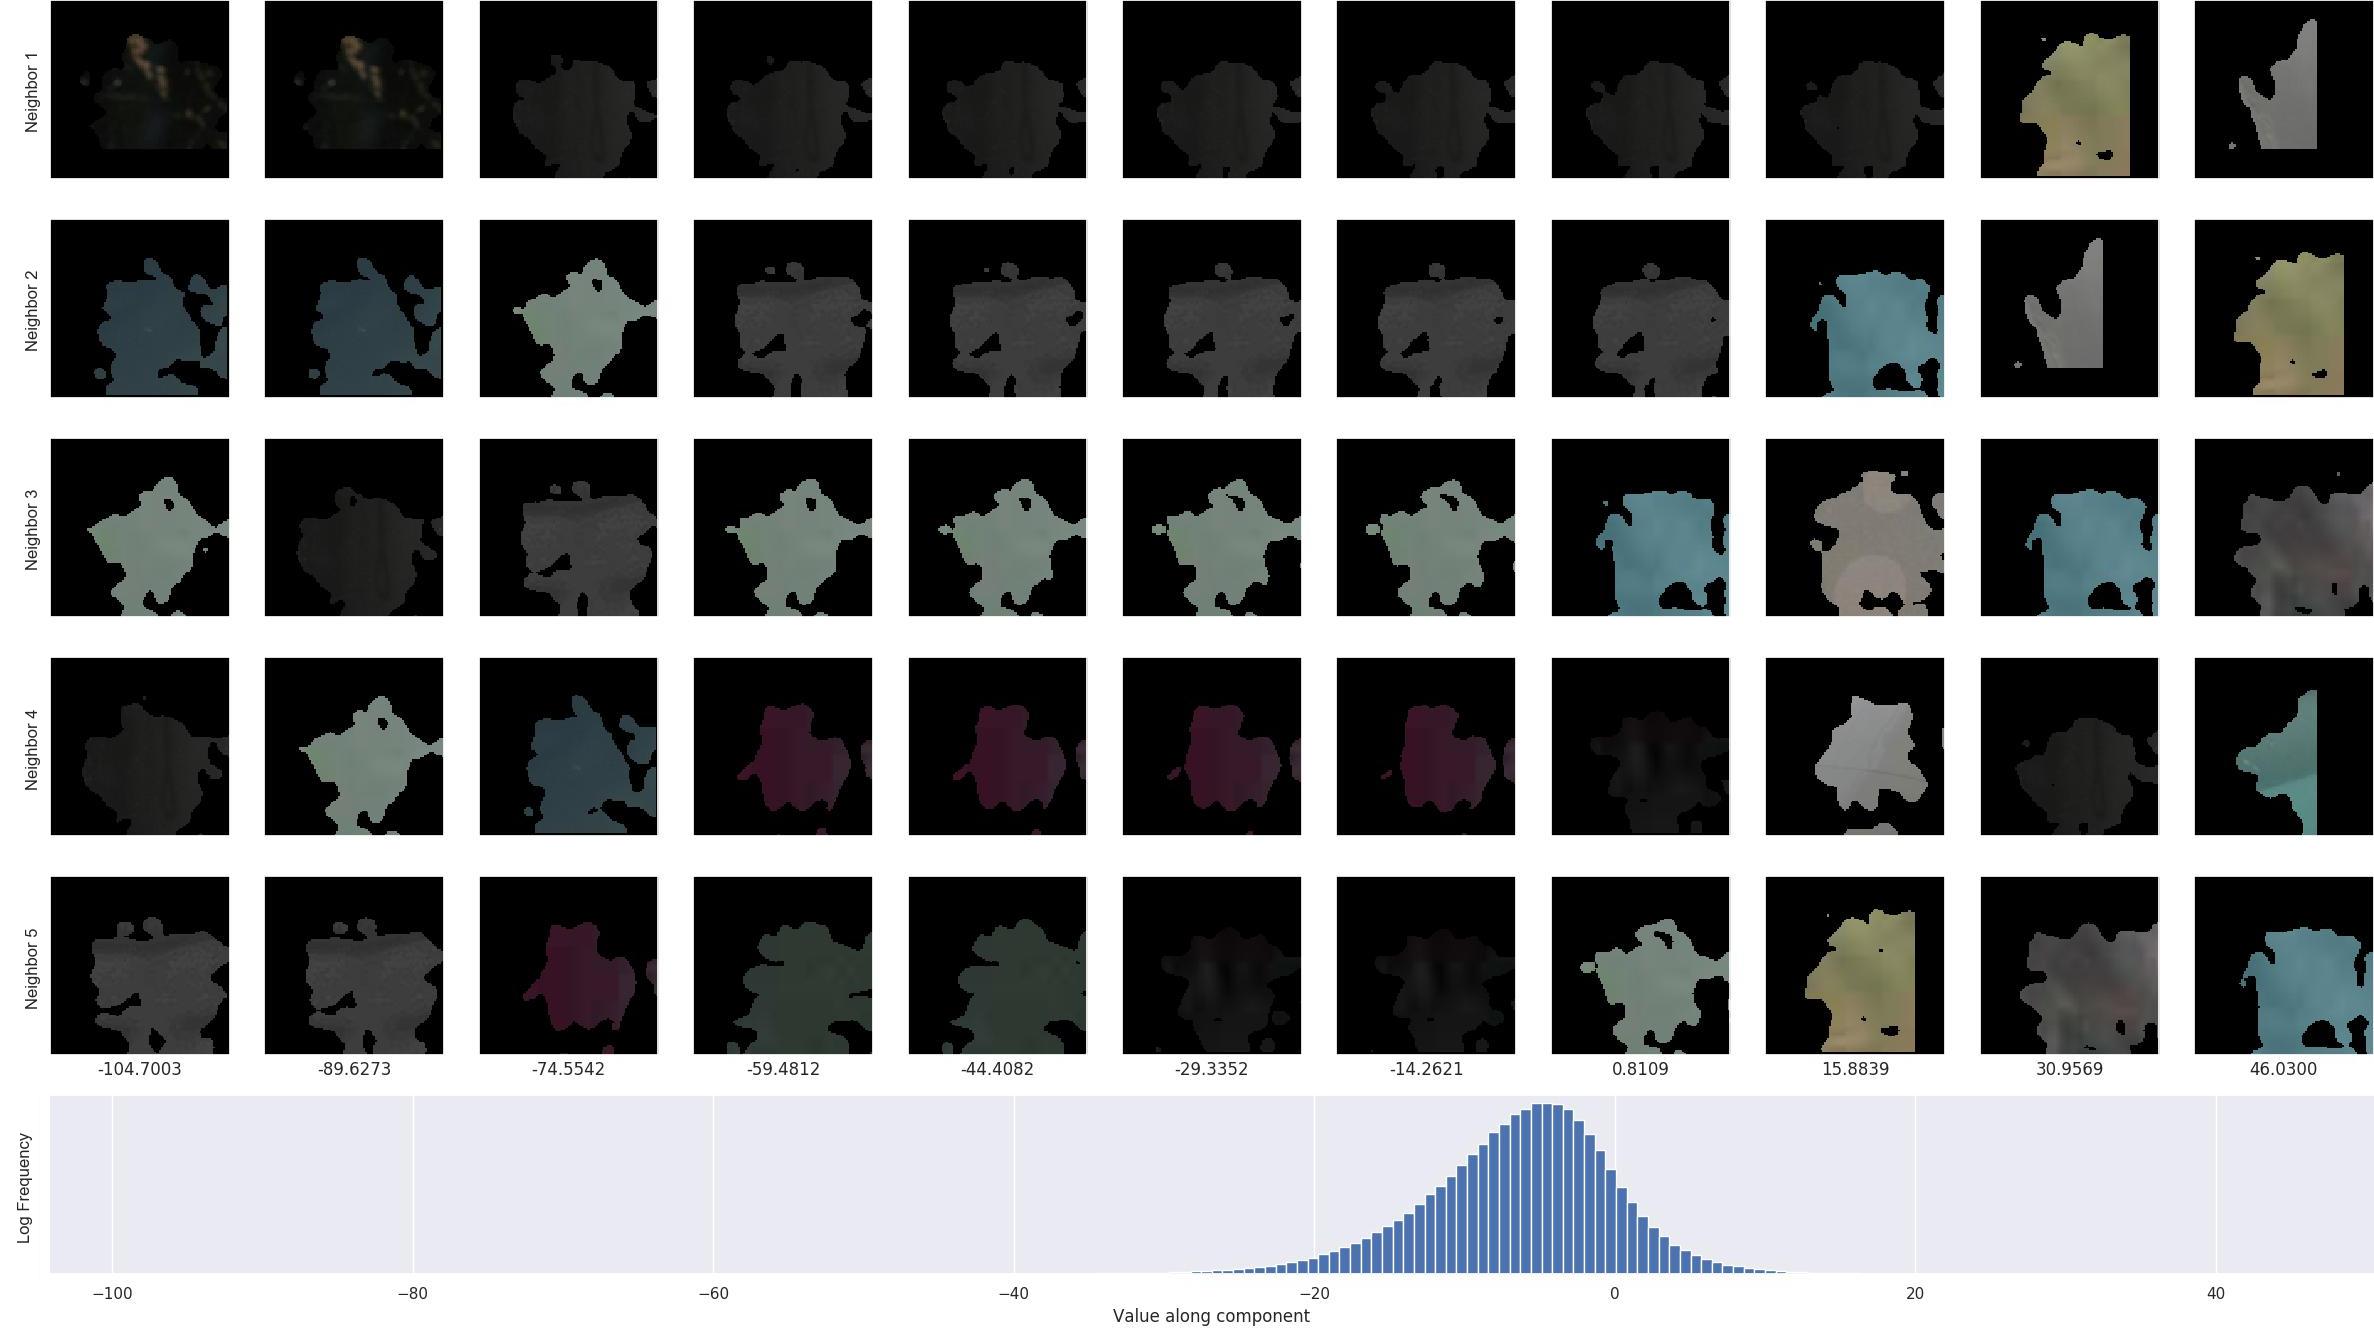 Neighbor 1
Neighbor 2
Neighbor 3
Neighbor 4
Neighbor 5
-104.7003 -89.6273 -74.5542 -59.4812 -44.4082 -29.3352 -14.2621 0.8109 15.8839 30.9569 46.0300
Log Frequency
−100 −80 −60 −40 −20 0 20 40
Value along component